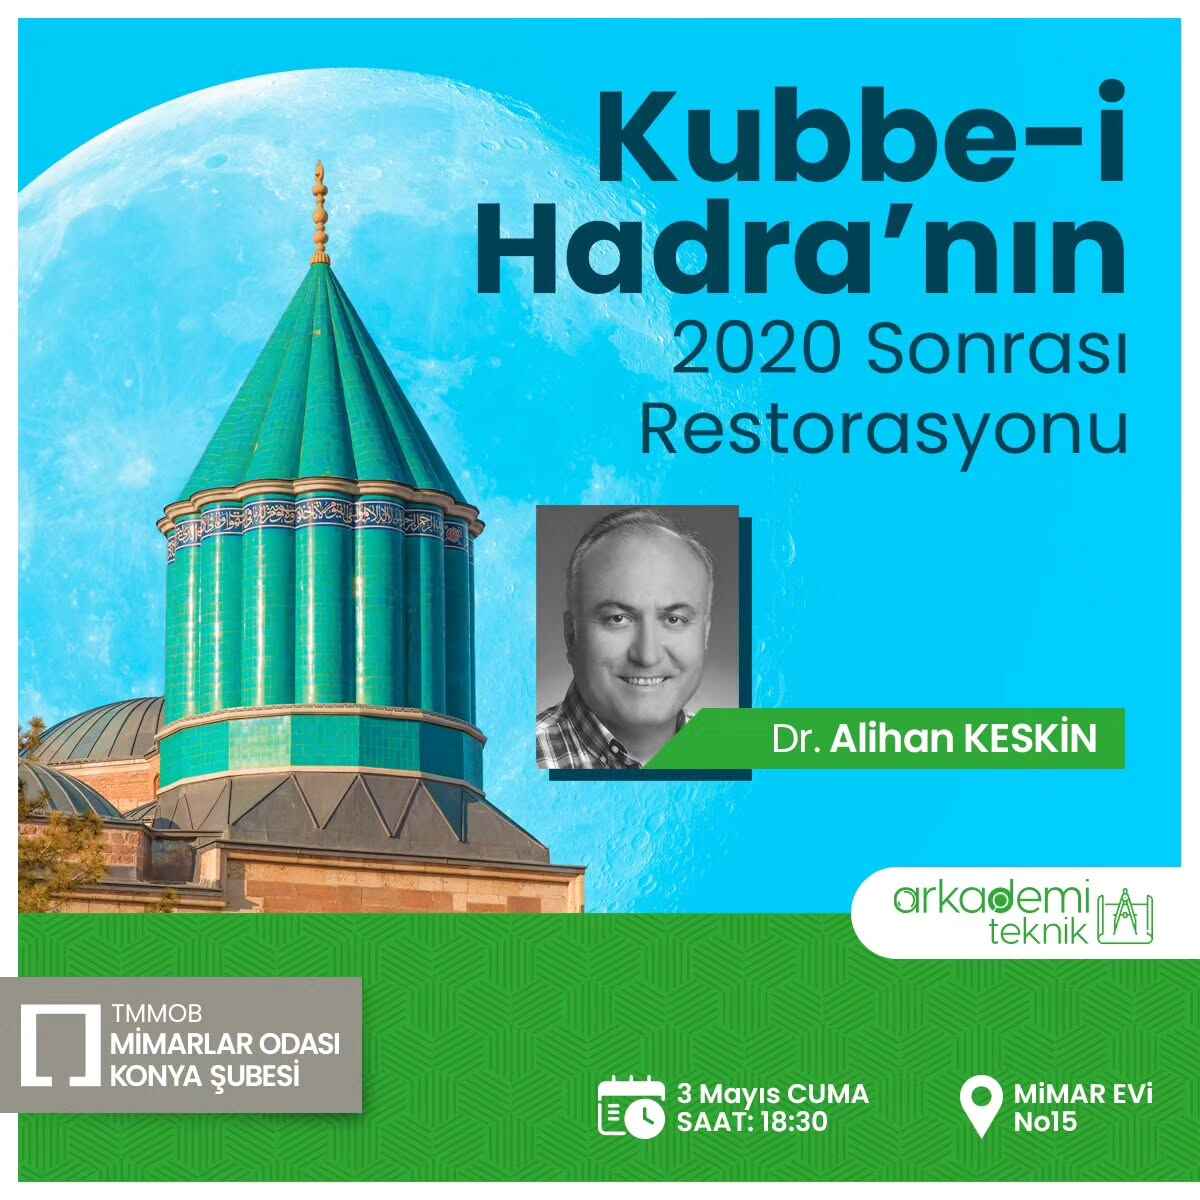 Kubbe-i
Hadra'nın
2020 Sonrası
Restorasyonu
Dr. Alihan KESKİN
arkademi
teknik
TMMOB
MİMARLAR ODASI
KONYA ŞUBESİ
3 Mayıs CUMA
SAAT: 18:30
MiMAR EVi
No15